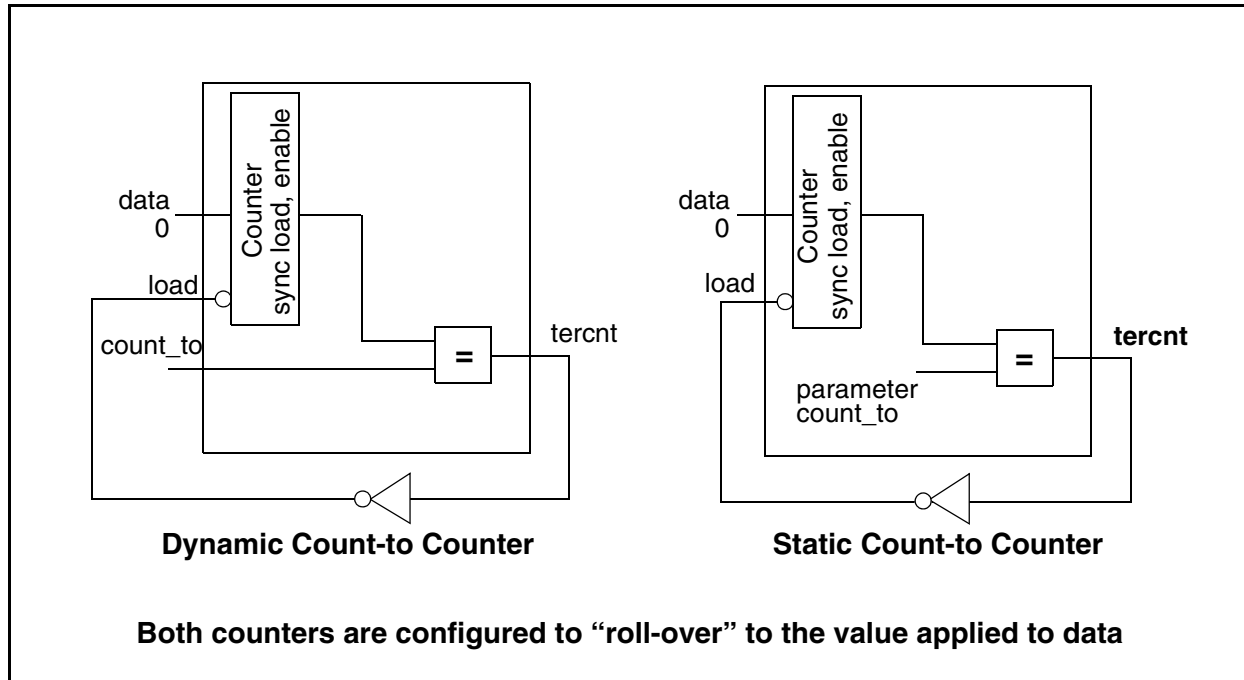 Counter
sync load, enable
data
0
load
count_to
=
tercnt
Dynamic Count-to Counter
Counter
sync load, enable
data
0
load
=
tercnt
parameter
count_to
Static Count-to Counter
Both counters are configured to “roll-over” to the value applied to data